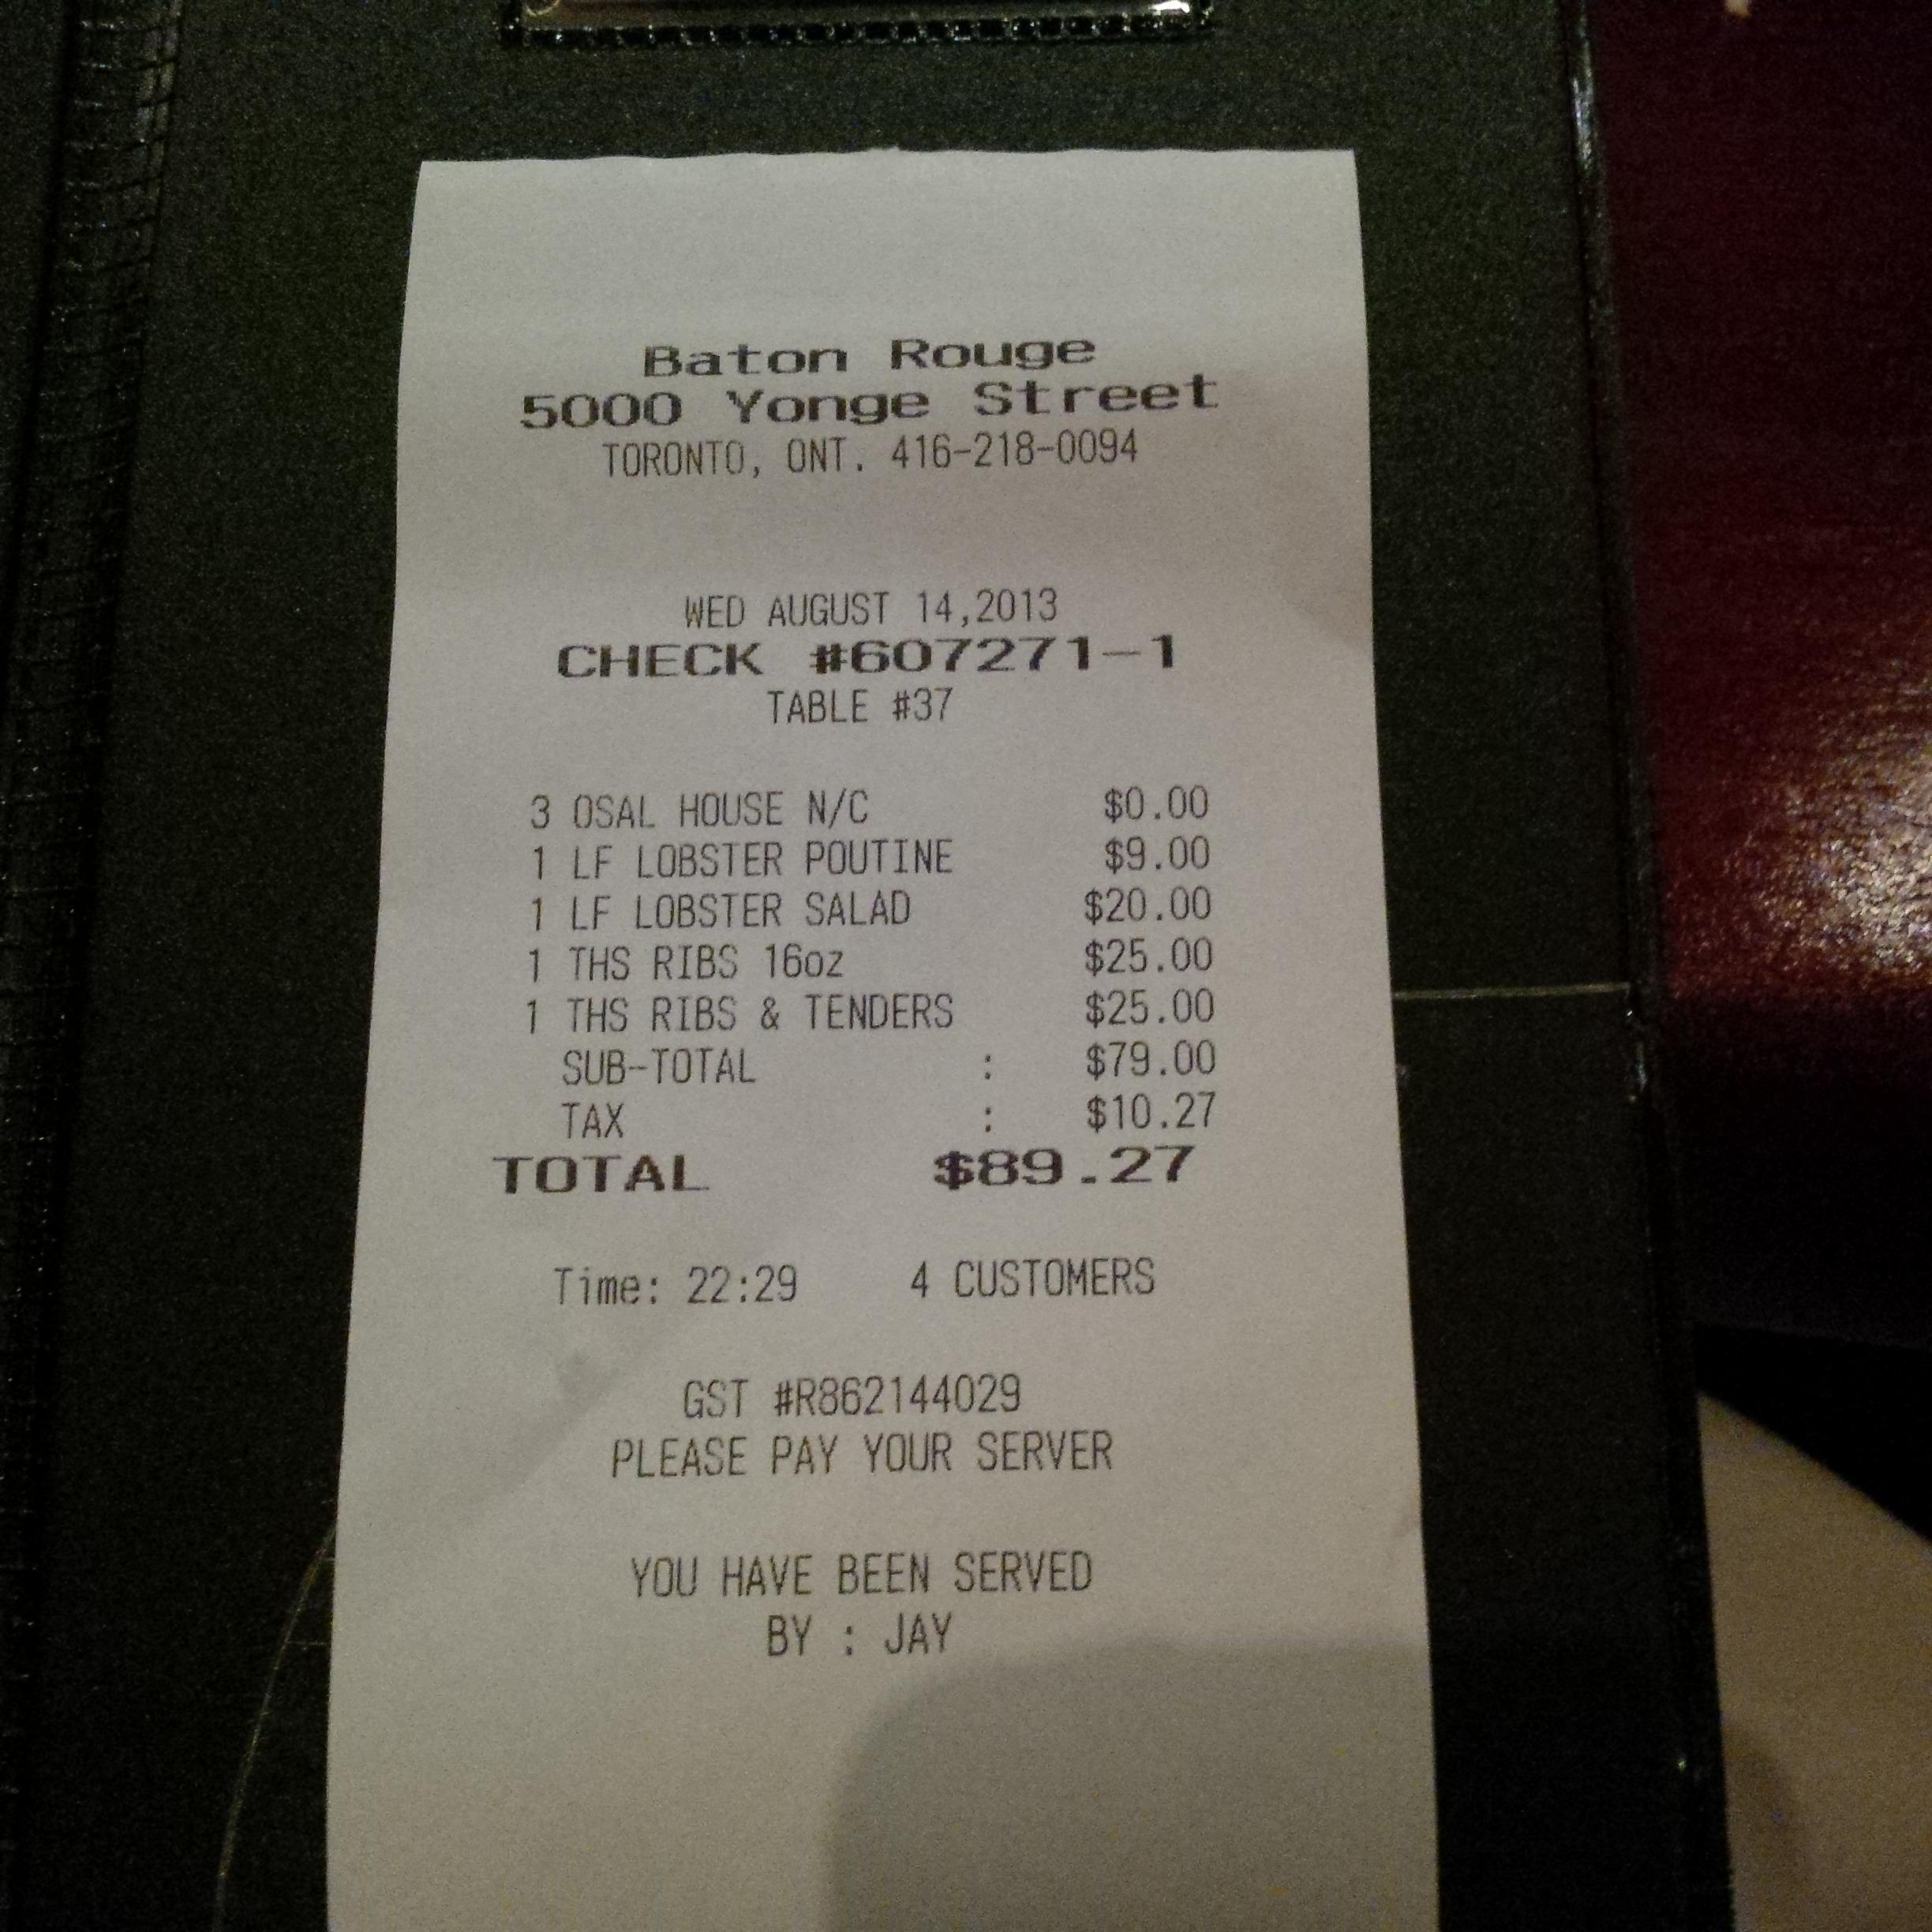 Baton Rouge
5000 Yonge Street
TORONTO, ONT. 416-218-0094
WED AUGUST 14,2013
CHECK #607271-1
TABLE #37
3 OSAL HOUSE N/C $0.00
1 LF LOBSTER POUTINE $9.00
1 LF LOBSTER SALAD $20.00
1 THS RIBS 16oz $25.00
1 THS RIBS & TENDERS $25.00
SUB-TOTAL : $79.00
TAX : $10.27
TOTAL $89.27
Time: 22:29 4 CUSTOMERS
GST #R862144029
PLEASE PAY YOUR SERVER
YOU HAVE BEEN SERVED
BY : JAY